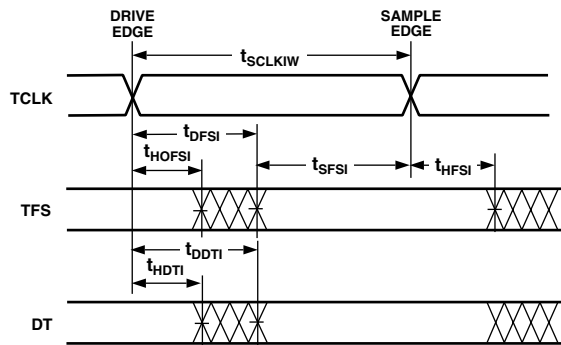 DRIVE EDGE
SAMPLE EDGE
tSCLKIW
TCLK
tDFSI
tHOFSI
tSFSI
tHFSI
TFS
tDDTI
tHDTI
DT